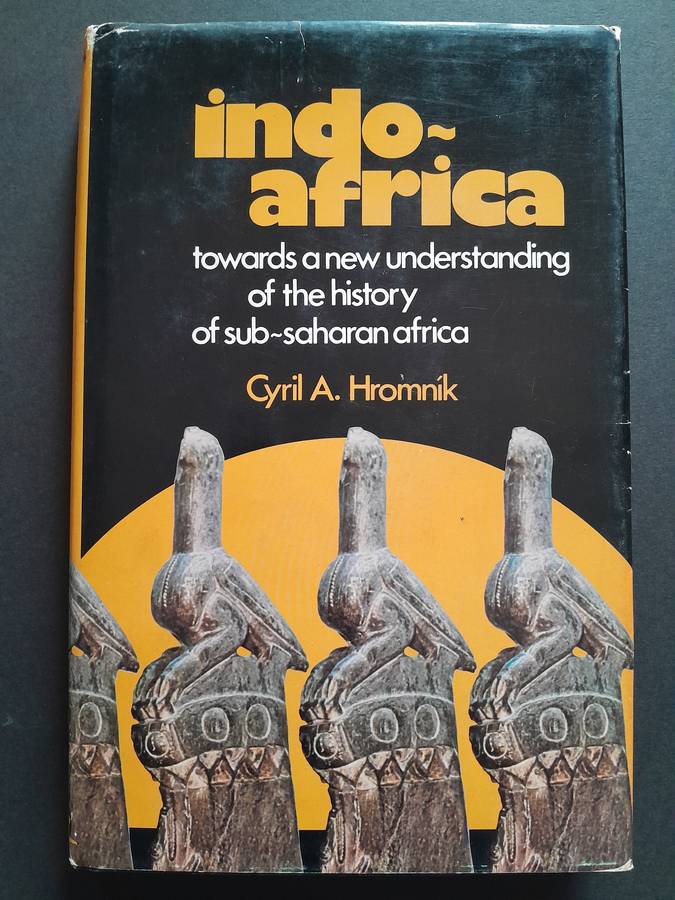 indo~
africa
towards a new understanding
of the history
of sub~saharan africa
Cyril A. Hromník